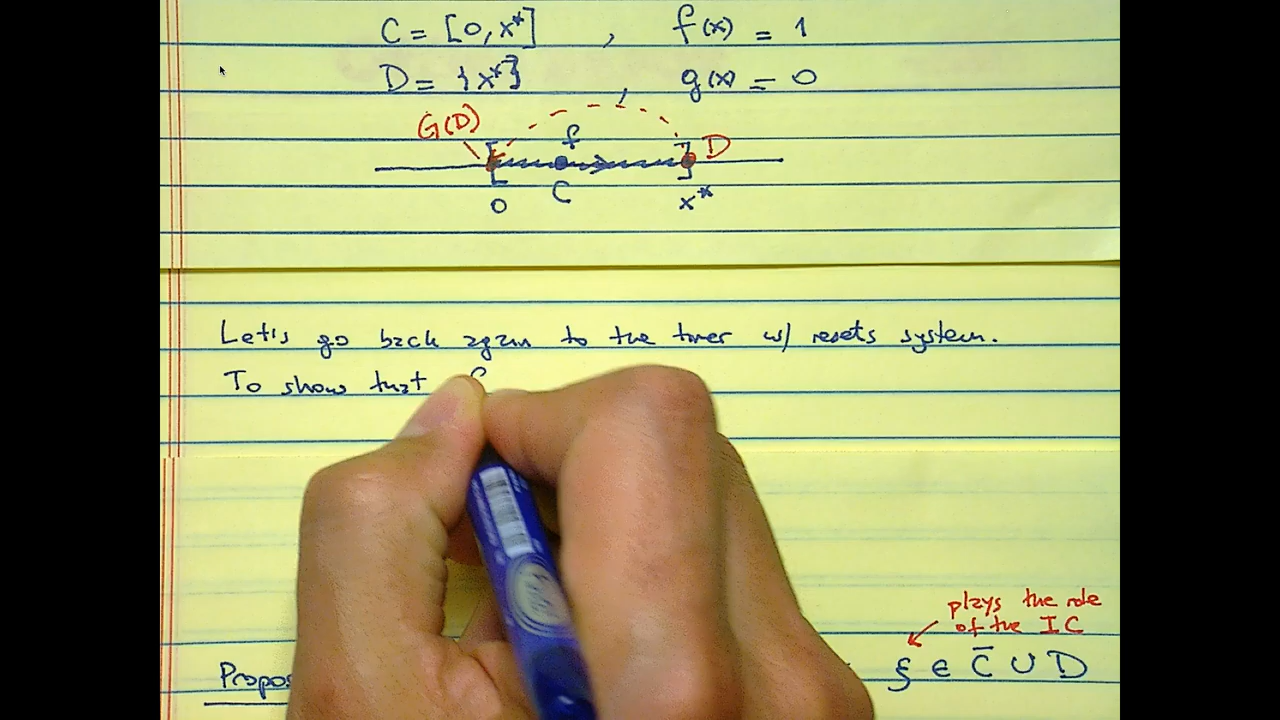 C = [0, x*] , f(x) = 1
D = {x*} , g(x) = 0
G(D) f D
0 C x*
Let's go back again to the timer w/ resets system.
To show that
plays the role
of the IC
Propos ξ ∈ C̄ ∪ D